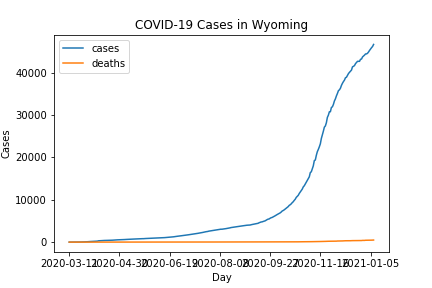 COVID-19 Cases in Wyoming
cases
deaths
40000
30000
20000
10000
0
Cases
2020-03-11 2020-04-30 2020-06-19 2020-08-08 2020-09-27 2020-11-16 2021-01-05
Day